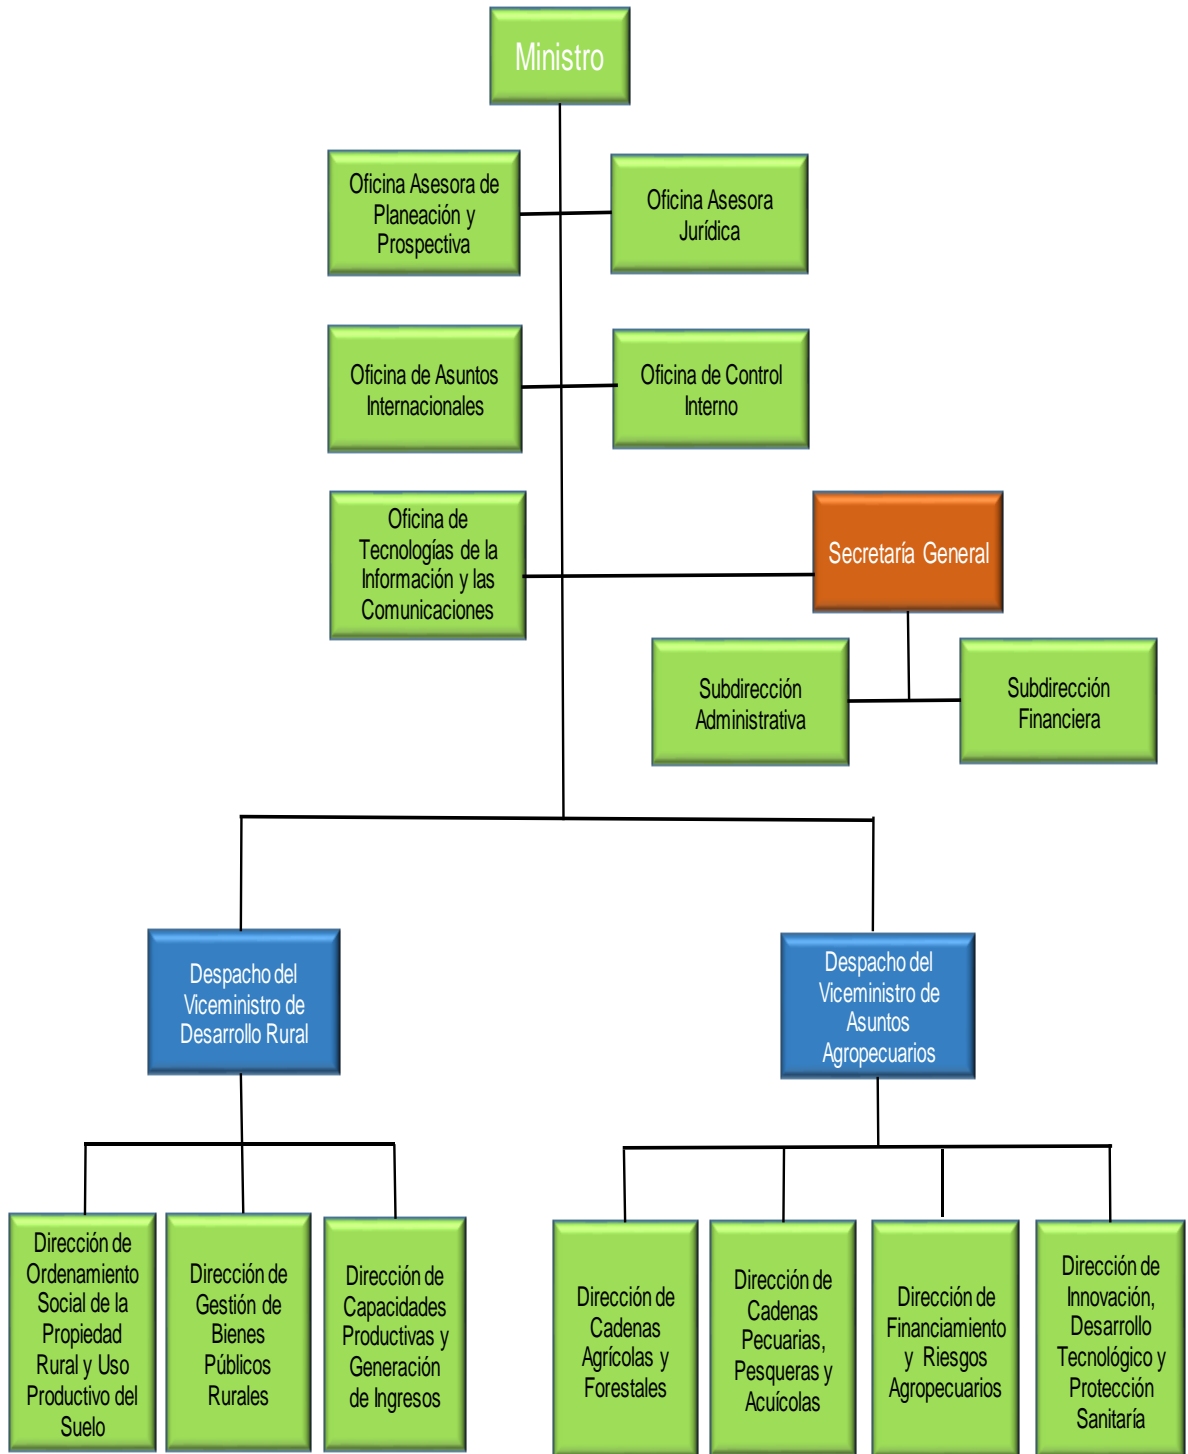 Ministro
Oficina Asesora de
Planeación y
Prospectiva
Oficina Asesora
Jurídica
Oficina de Asuntos
Internacionales
Oficina de Control
Interno
Oficina de
Tecnologías de la
Información y las
Comunicaciones
Secretaría General
Subdirección
Administrativa
Subdirección
Financiera
Despacho del
Viceministro de
Desarrollo Rural
Despacho del
Viceministro de
Asuntos
Agropecuarios
Dirección de
Ordenamiento
Social de la
Propiedad
Rural y Uso
Productivo del
Suelo
Dirección de
Gestión de
Bienes
Públicos
Rurales
Dirección de
Capacidades
Productivas y
Generación
de Ingresos
Dirección de
Cadenas
Agrícolas y
Forestales
Dirección de
Cadenas
Pecuarias,
Pesqueras y
Acuícolas
Dirección de
Financiamiento
y Riesgos
Agropecuarios
Dirección de
Innovación,
Desarrollo
Tecnológico y
Protección
Sanitaría